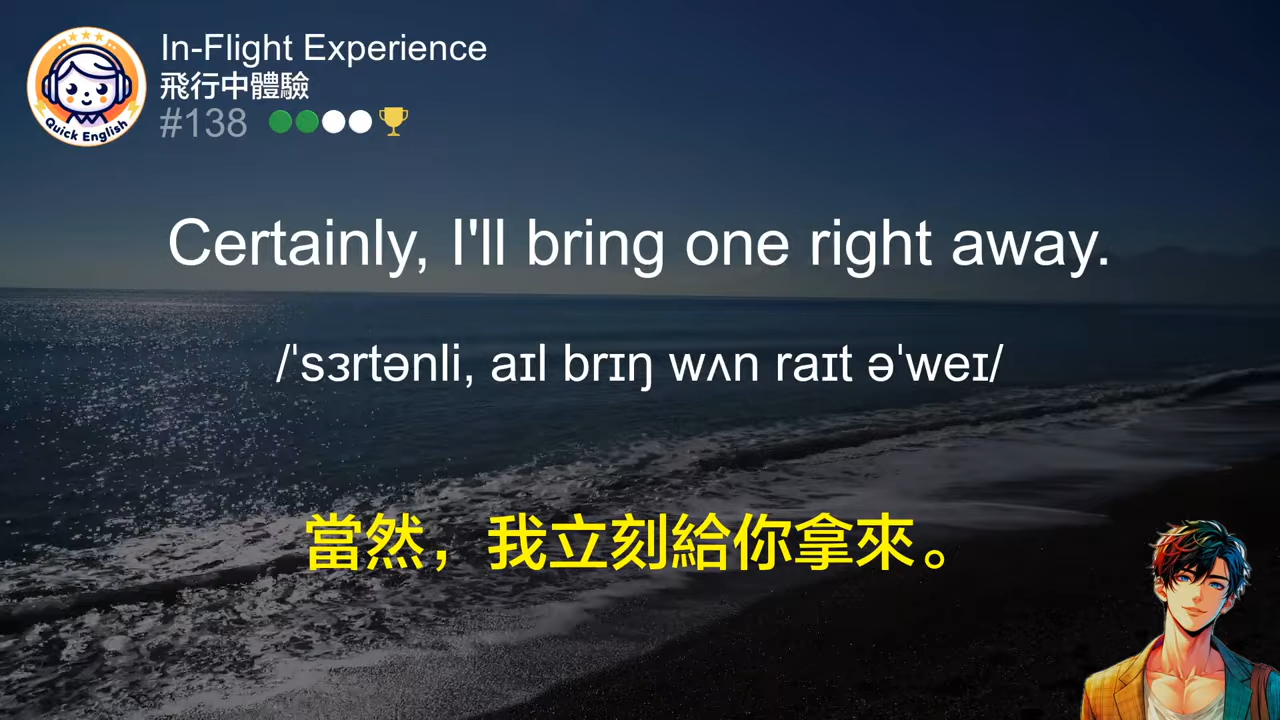 In-Flight Experience
飛行中體驗
#138
Quick English
Certainly, I'll bring one right away.
/ˈsɜrtənli, aɪl brɪŋ wʌn raɪt əˈweɪ/
當然，我立刻給你拿來。